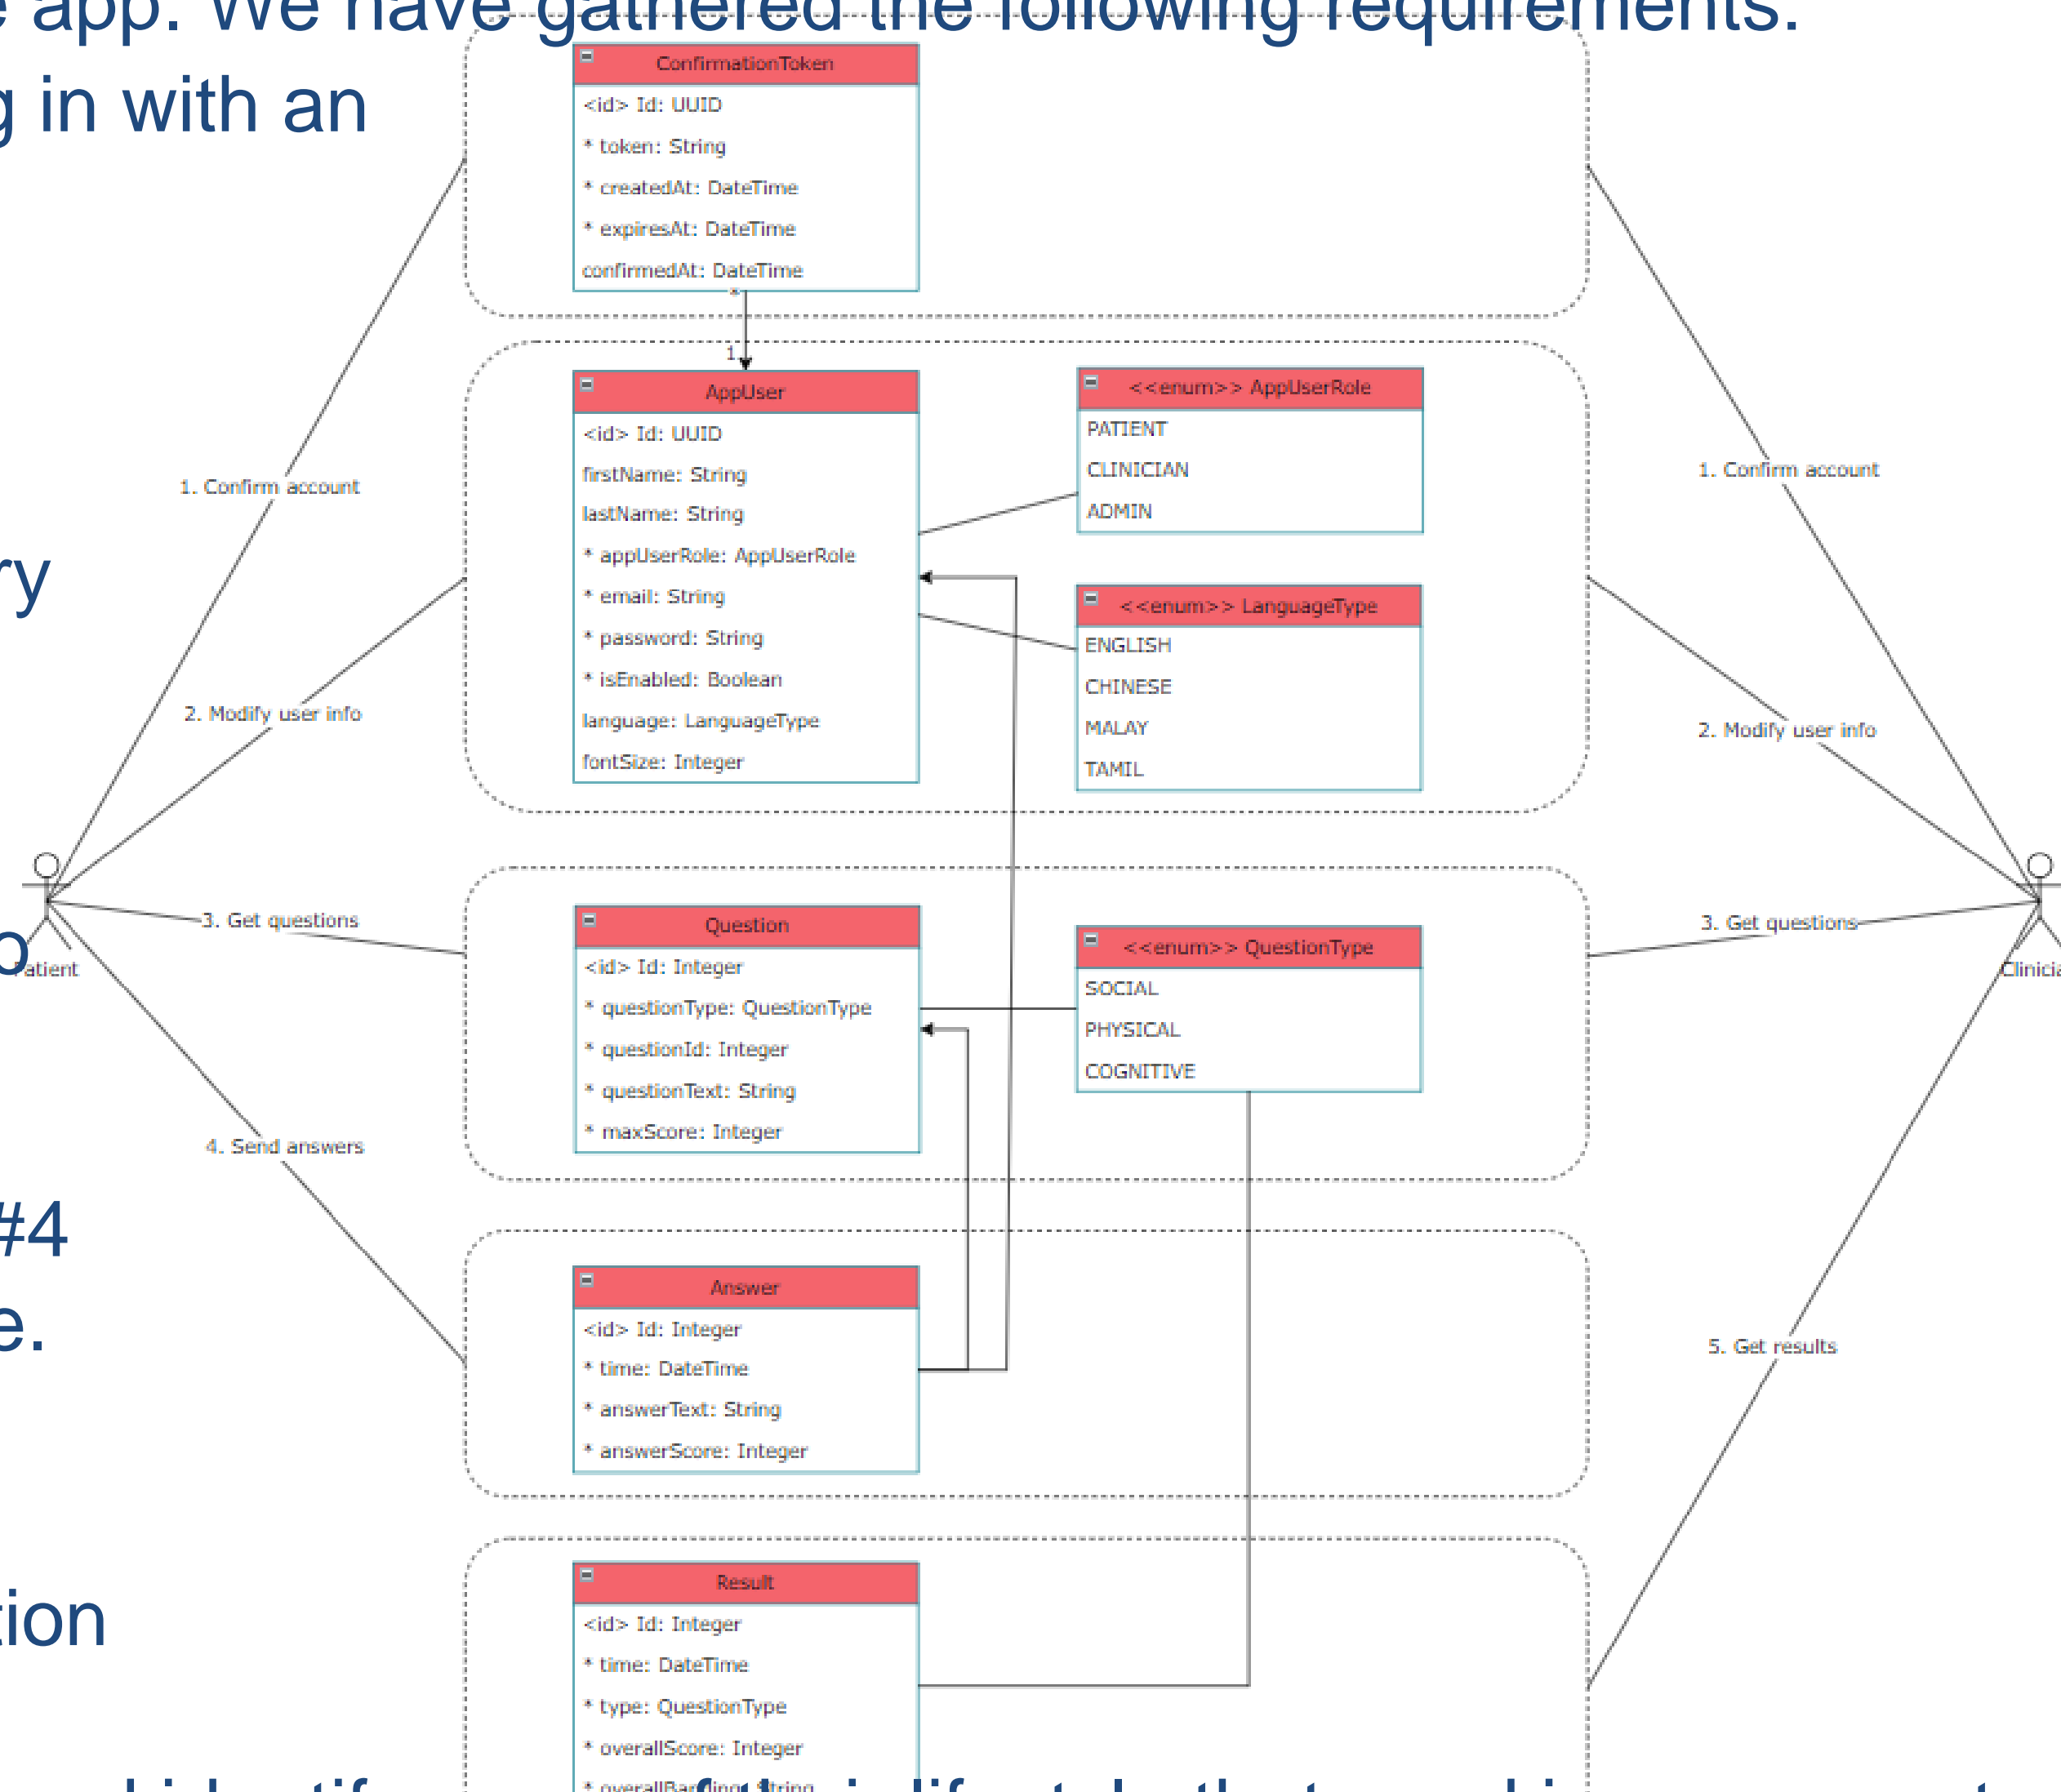 app. We have gathered the following requirements.
in with an
ConfirmationToken
<id> Id: UUID
* token: String
* createdAt: DateTime
* expiresAt: DateTime
confirmedAt: DateTime
*
1
AppUser
<id> Id: UUID
firstName: String
lastName: String
* appUserRole: AppUserRole
* email: String
* password: String
* isEnabled: Boolean
language: LanguageType
fontSize: Integer
<<enum>> AppUserRole
PATIENT
CLINICIAN
ADMIN
<<enum>> LanguageType
ENGLISH
CHINESE
MALAY
TAMIL
1. Confirm account
2. Modify user info
3. Get questions
4. Send answers
Patient
1. Confirm account
2. Modify user info
3. Get questions
5. Get results
Question
<id> Id: Integer
* questionType: QuestionType
* questionId: Integer
* questionText: String
* maxScore: Integer
<<enum>> QuestionType
SOCIAL
PHYSICAL
COGNITIVE
#4
Answer
<id> Id: Integer
* time: DateTime
* answerText: String
* answerScore: Integer
Result
<id> Id: Integer
* time: DateTime
* type: QuestionType
* overallScore: Integer
* overallBanding: String